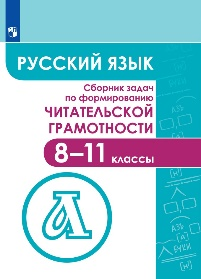 РУССКИЙ ЯЗЫК
Сборник задач
по формированию
ЧИТАТЕЛЬСКОЙ
ГРАМОТНОСТИ
8–11 классы
Л